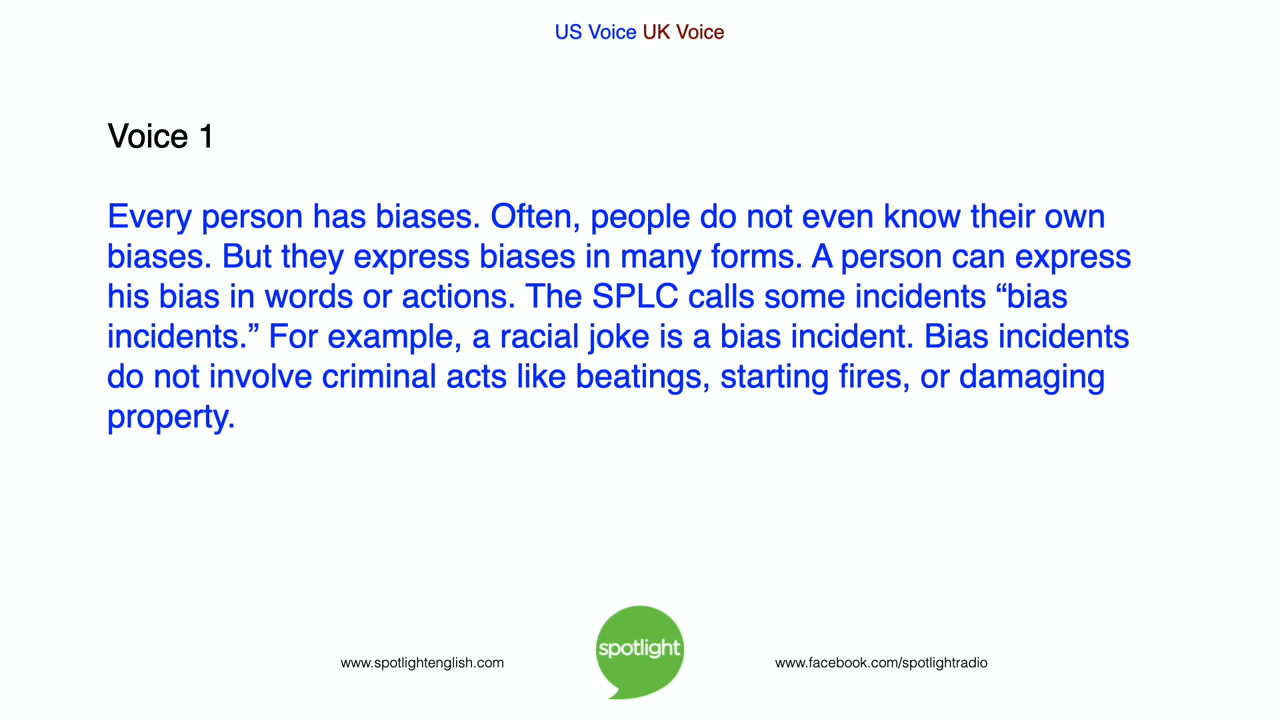 US Voice UK Voice
Voice 1
Every person has biases. Often, people do not even know their own
biases. But they express biases in many forms. A person can express
his bias in words or actions. The SPLC calls some incidents “bias
incidents.” For example, a racial joke is a bias incident. Bias incidents
do not involve criminal acts like beatings, starting fires, or damaging
property.
www.spotlightenglish.com
spotlight
www.facebook.com/spotlightradio